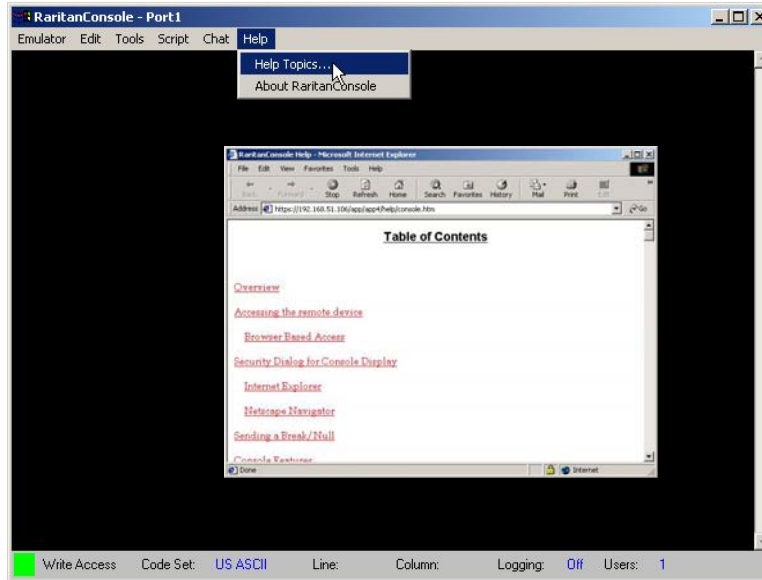 RaritanConsole - Port1
Emulator Edit Tools Script Chat Help
Help Topics...
About RaritanConsole
RaritanConsole Help - Microsoft Internet Explorer
File Edit View Favorites Tools Help
Back Forward Stop Refresh Home Search Favorites History Mail Print Edit
Address https://192.168.51.106/app/app4/help/console.htm Go
Table of Contents
Overview
Accessing the remote device
Browser Based Access
Security Dialog for Console Display
Internet Explorer
Netscape Navigator
Sending a Break/Null
Console Features
Done Internet
Write Access Code Set: US ASCII Line: Column: Logging: Off Users: 1